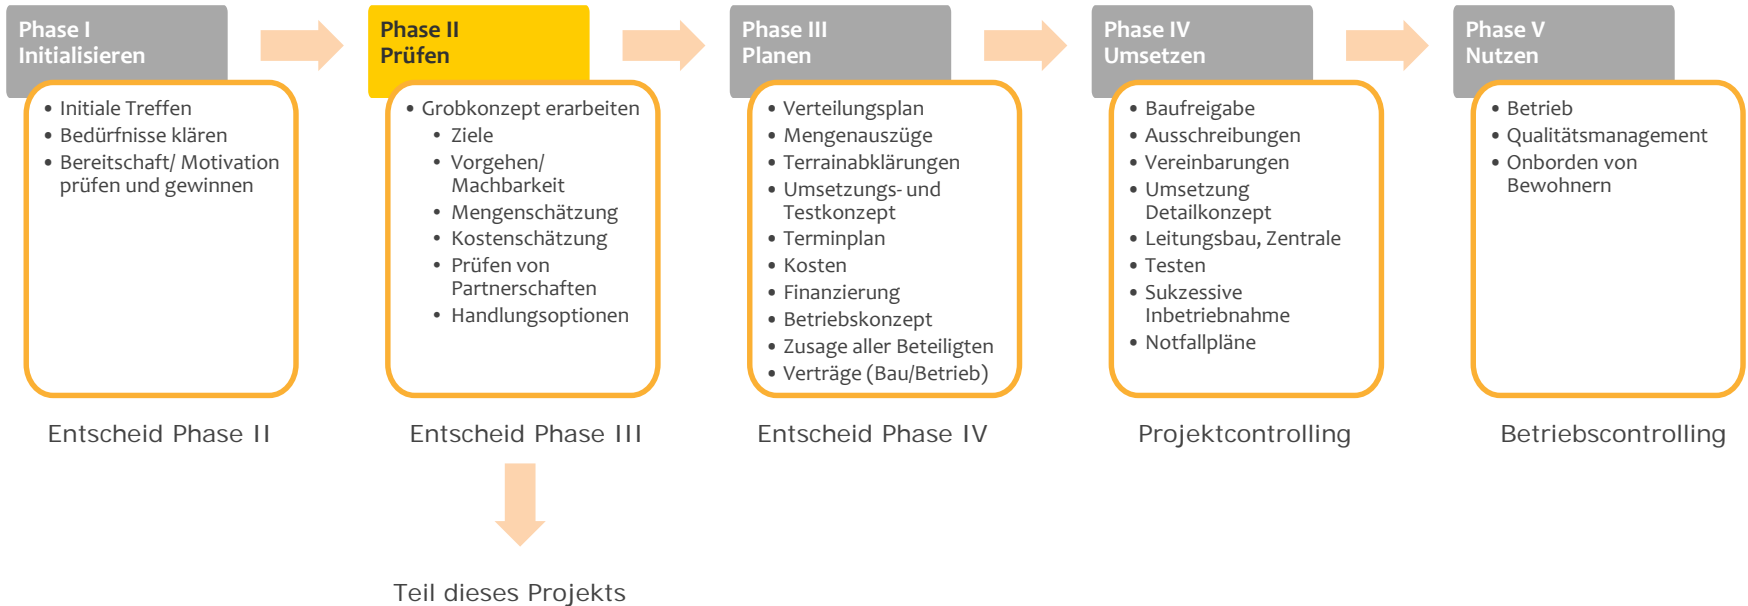 Phase I
Initialisieren
• Initiale Treffen
• Bedürfnisse klären
• Bereitschaft/ Motivation
prüfen und gewinnen
Entscheid Phase II
Phase II
Prüfen
• Grobkonzept erarbeiten
• Ziele
• Vorgehen/
Machbarkeit
• Mengenschätzung
• Kostenschätzung
• Prüfen von
Partnerschaften
• Handlungsoptionen
Entscheid Phase III
Teil dieses Projekts
Phase III
Planen
• Verteilungsplan
• Mengenauszüge
• Terrainabklärungen
• Umsetzungs- und
Testkonzept
• Terminplan
• Kosten
• Finanzierung
• Betriebskonzept
• Zusage aller Beteiligten
• Verträge (Bau/Betrieb)
Entscheid Phase IV
Phase IV
Umsetzen
• Baufreigabe
• Ausschreibungen
• Vereinbarungen
• Umsetzung
Detailkonzept
• Leitungsbau, Zentrale
• Testen
• Sukzessive
Inbetriebnahme
• Notfallpläne
Projektcontrolling
Phase V
Nutzen
• Betrieb
• Qualitätsmanagement
• Onborden von
Bewohnern
Betriebscontrolling